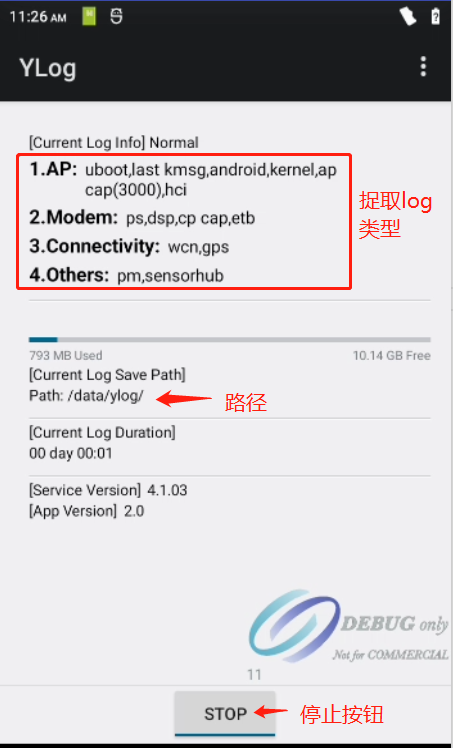 11:26 AM
YLog
[Current Log Info] Normal
1.AP: uboot,last kmsg,android,kernel,ap
cap(3000),hci
2.Modem: ps,dsp,cp cap,etb
3.Connectivity: wcn,gps
4.Others: pm,sensorhub
捉取log
类型
793 MB Used
10.14 GB Free
[Current Log Save Path]
Path: /data/ylog/
路径
[Current Log Duration]
00 day 00:01
[Service Version] 4.1.03
[App Version] 2.0
DEBUG only
Not for COMMERCIAL
11
STOP
停止按钮